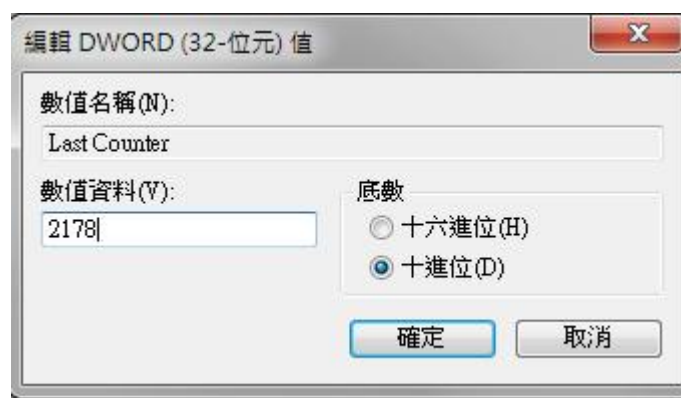 編輯 DWORD (32-位元) 值
數值名稱(N):
Last Counter
數值資料(V):
2178
底數
十六進位(H)
十進位(D)
確定
取消